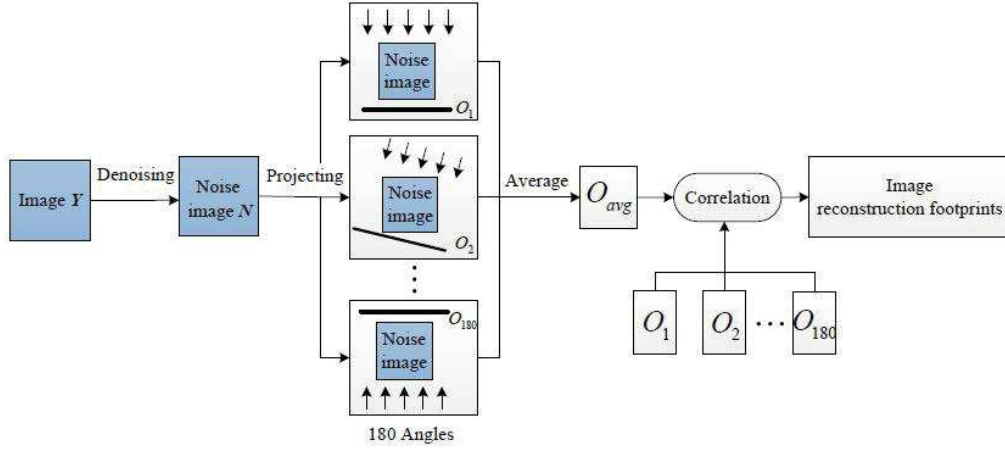 Image Y
Denoising
Noise
image N
Projecting
Noise
image
O1
Noise
image
O2
Noise
image
O180
180 Angles
Average
Oavg
Correlation
O1
O2
O180
Image
reconstruction footprints